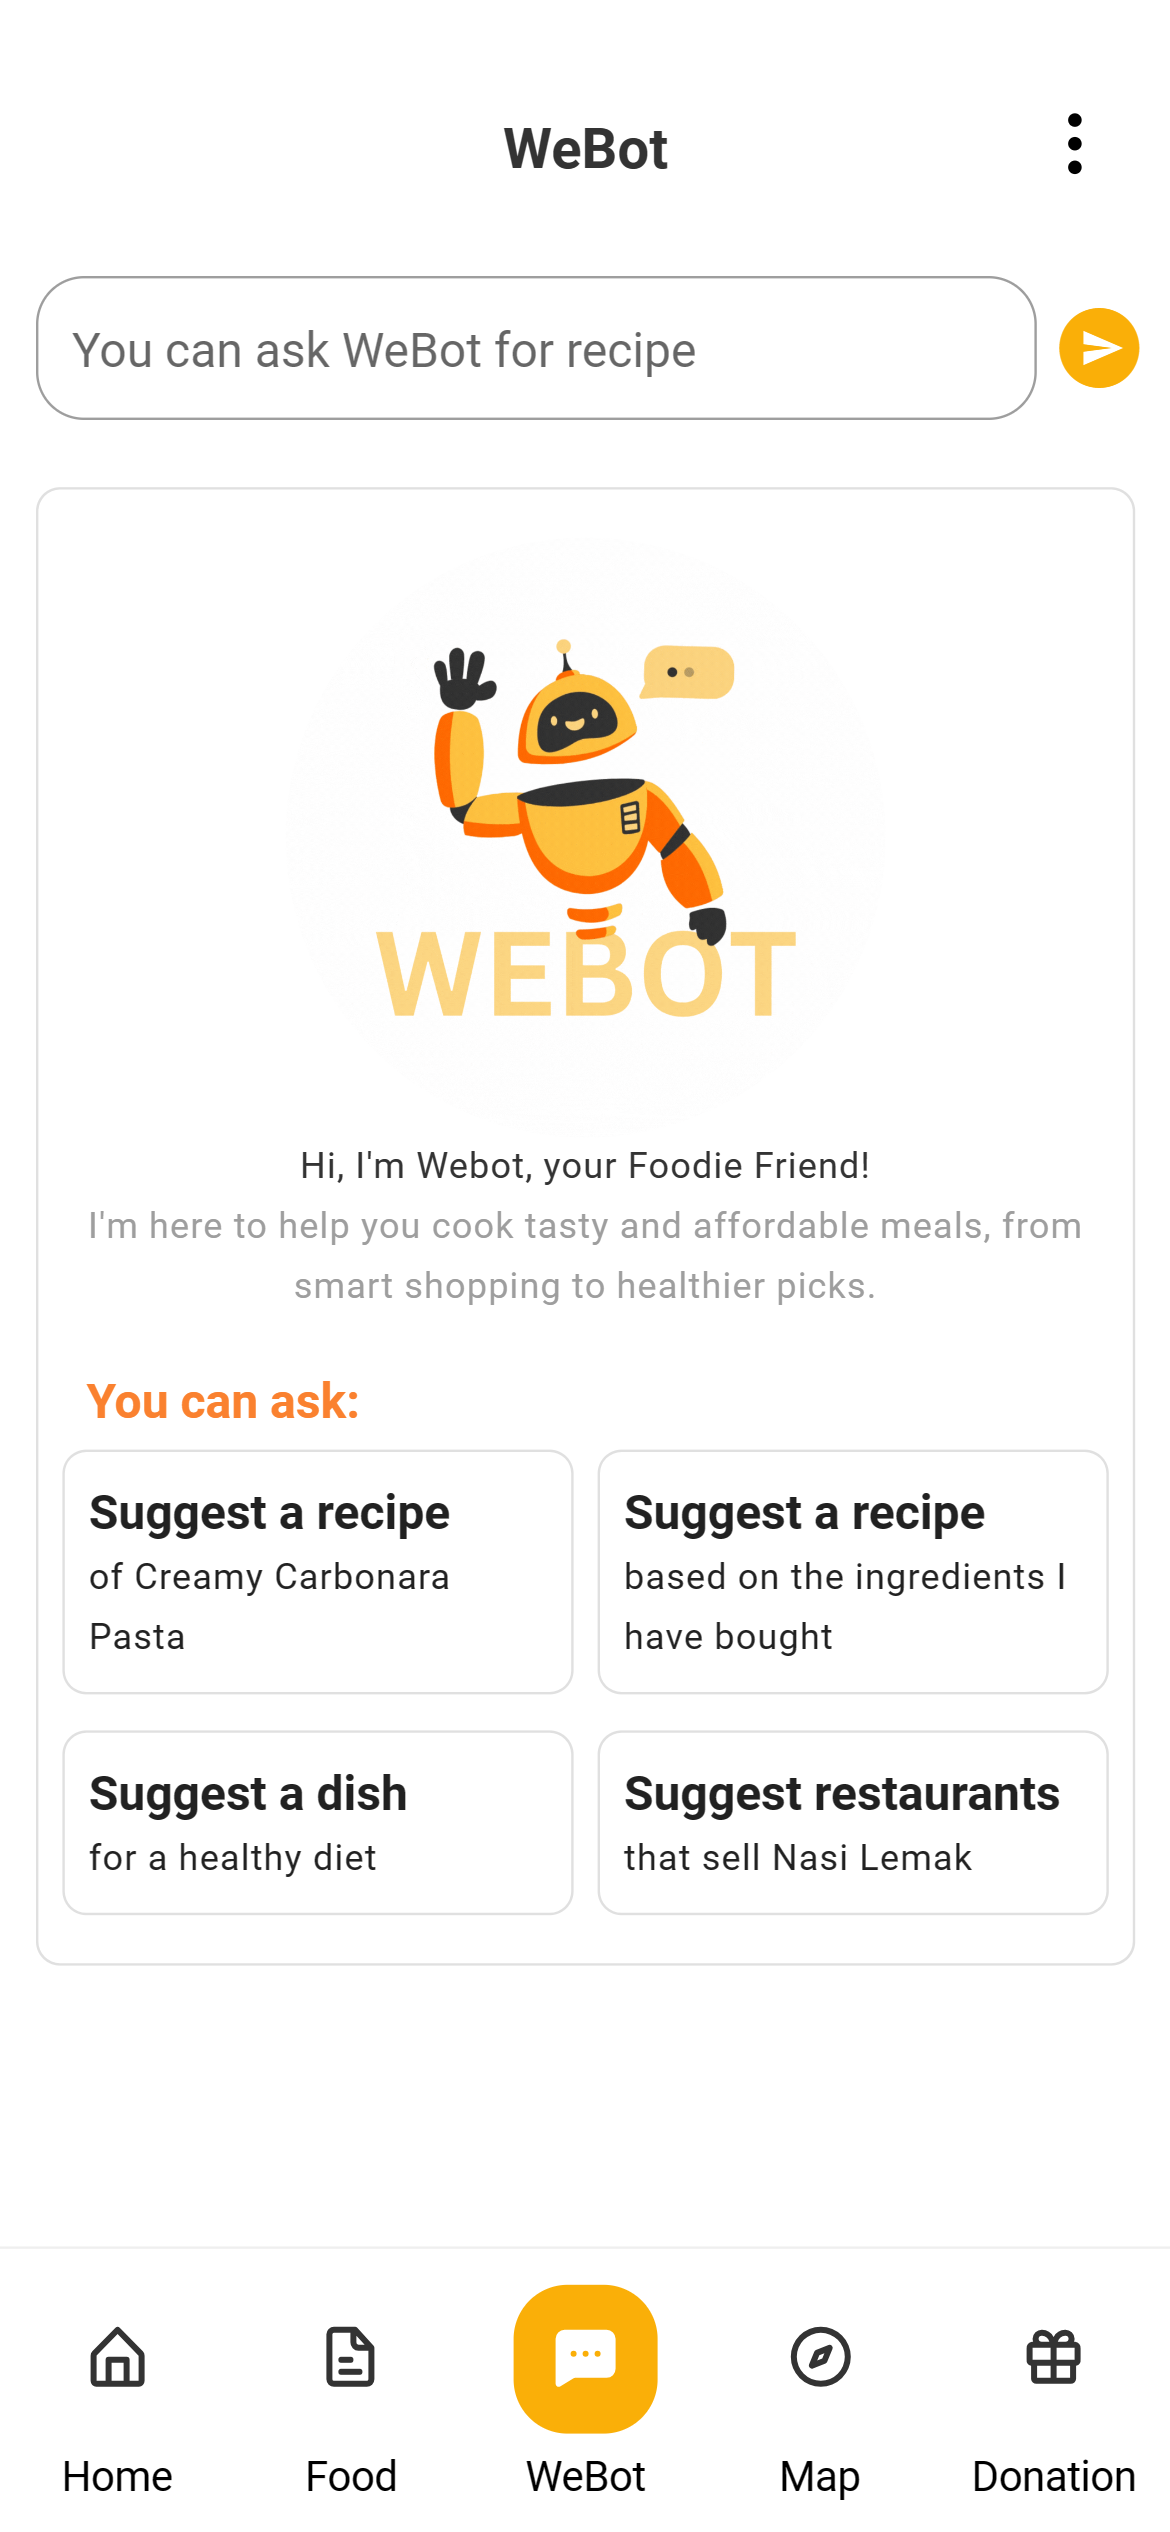 WeBot
You can ask WeBot for recipe
WEBOT
Hi, I'm Webot, your Foodie Friend!
I'm here to help you cook tasty and affordable meals, from
smart shopping to healthier picks.
You can ask:
Suggest a recipe
of Creamy Carbonara
Pasta
Suggest a recipe
based on the ingredients I
have bought
Suggest a dish
for a healthy diet
Suggest restaurants
that sell Nasi Lemak
Home
Food
WeBot
Map
Donation